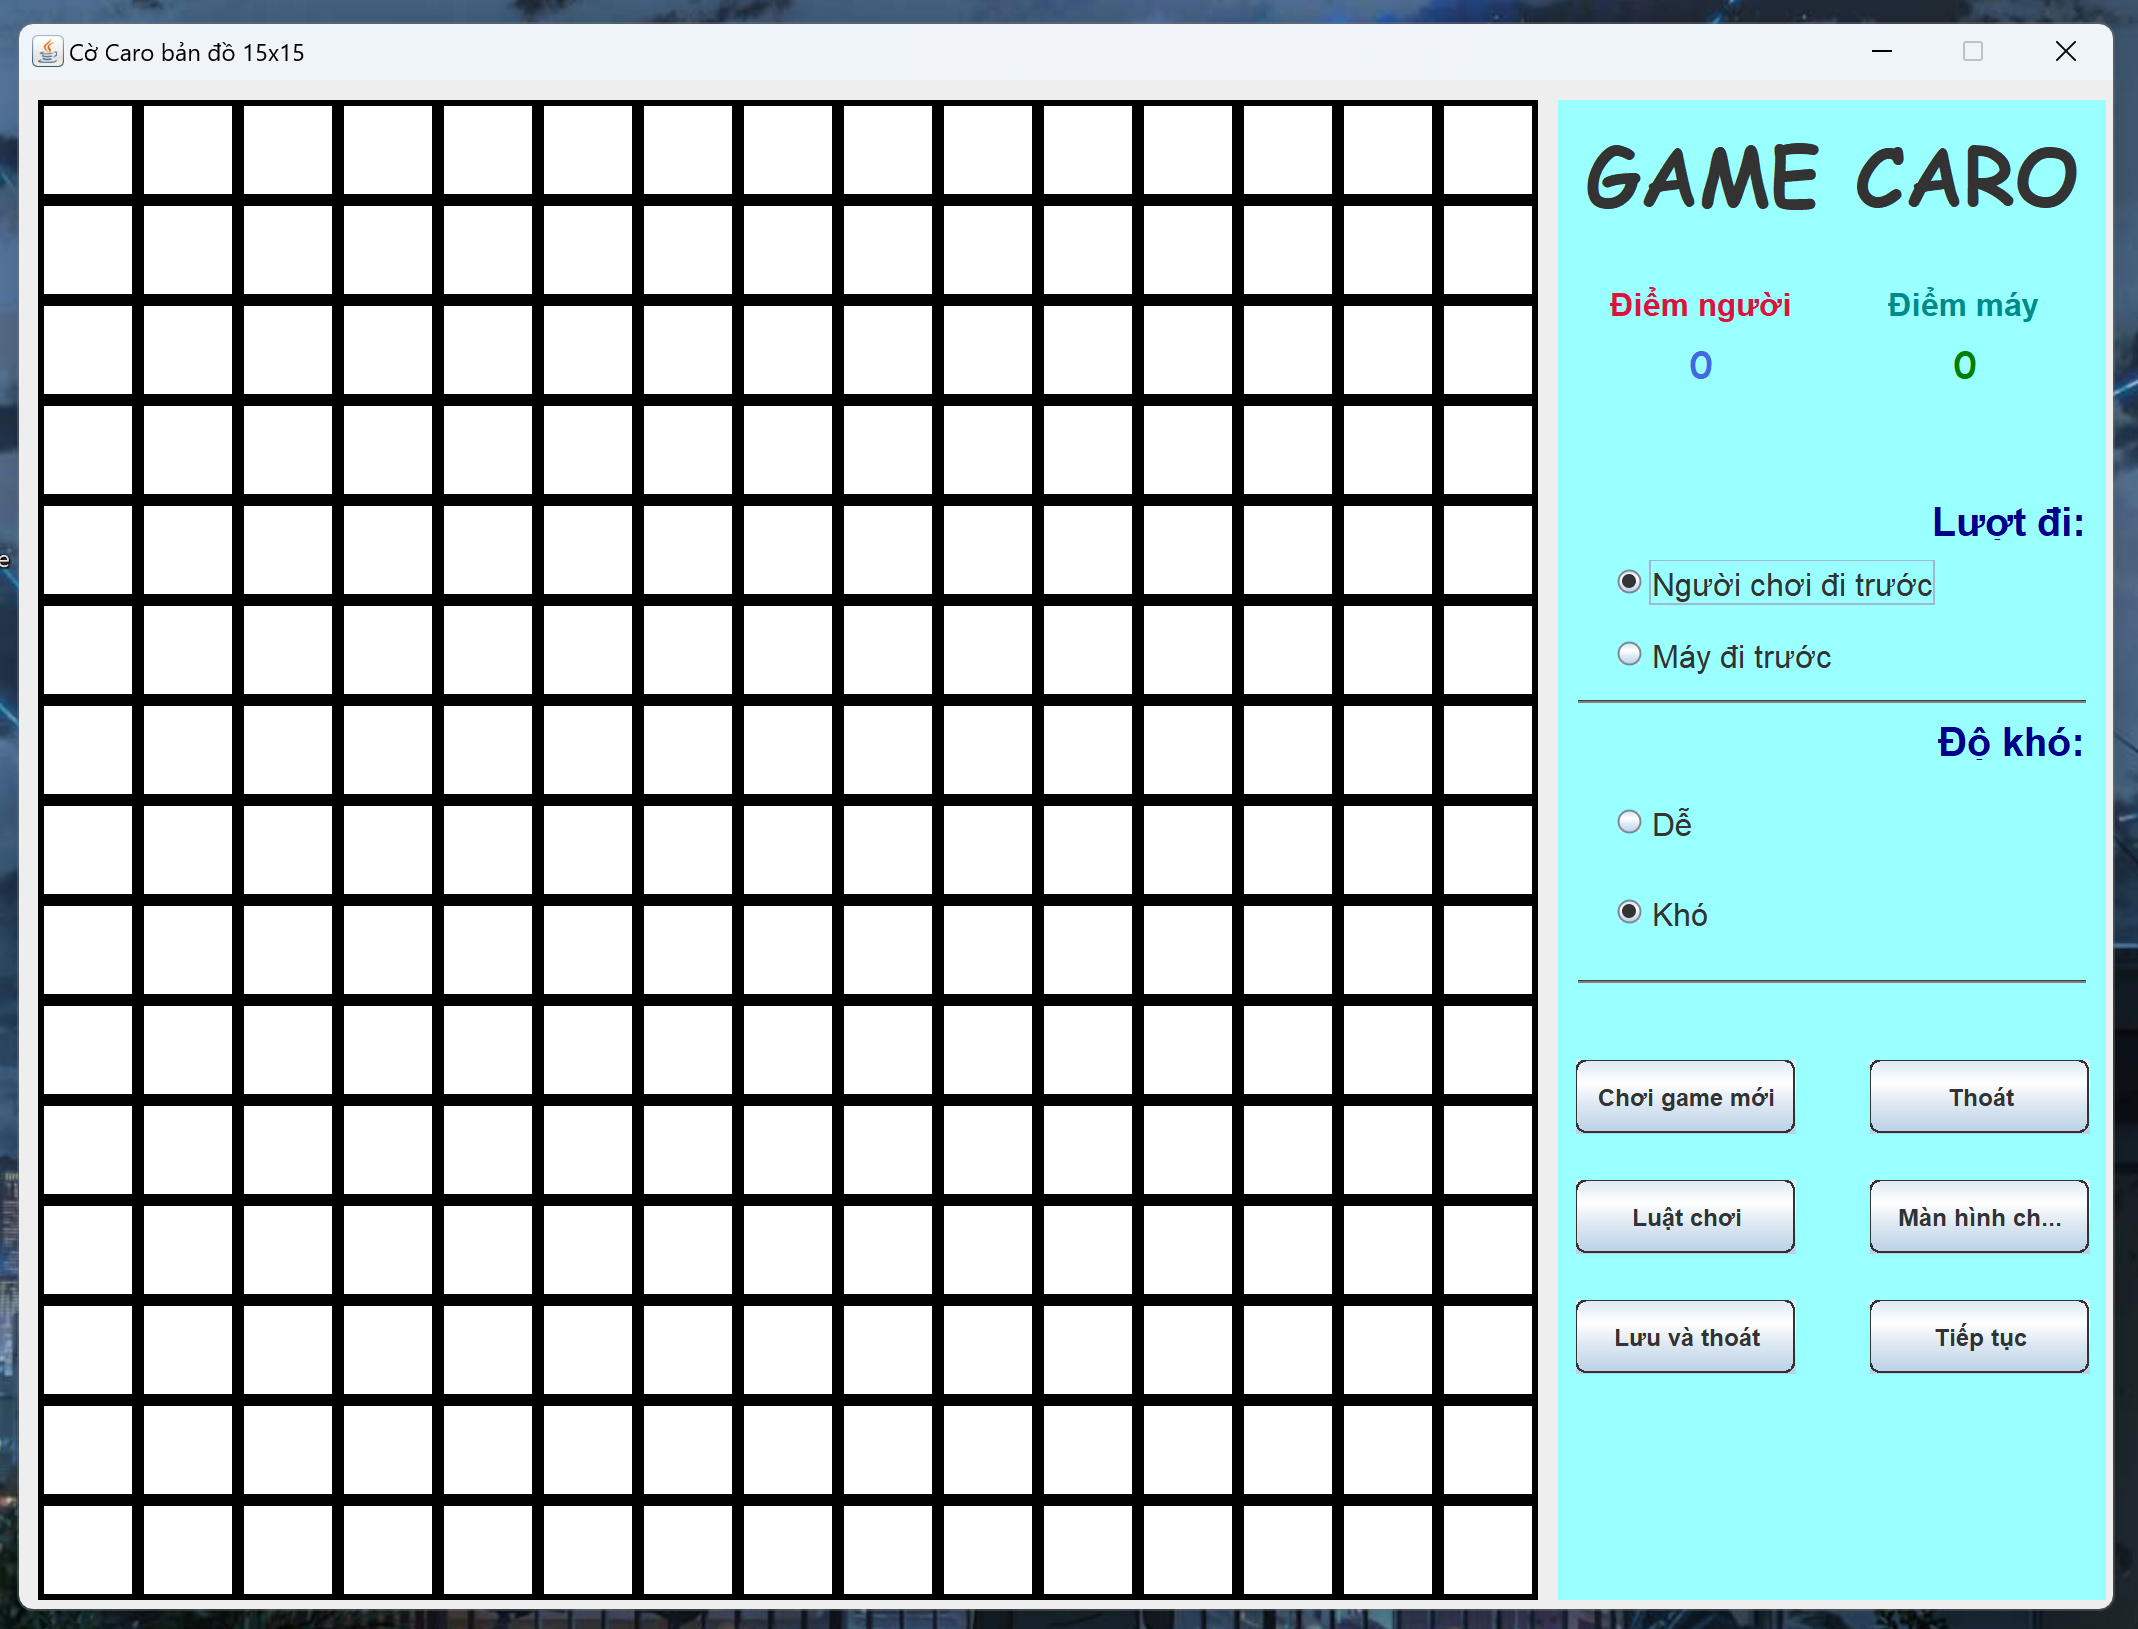 Cờ Caro bản đồ 15x15
GAME CARO
Điểm người
Điểm máy
0
0
Lượt đi:
Người chơi đi trước
Máy đi trước
Độ khó:
Dễ
Khó
Chơi game mới
Thoát
Luật chơi
Màn hình ch...
Lưu và thoát
Tiếp tục
e